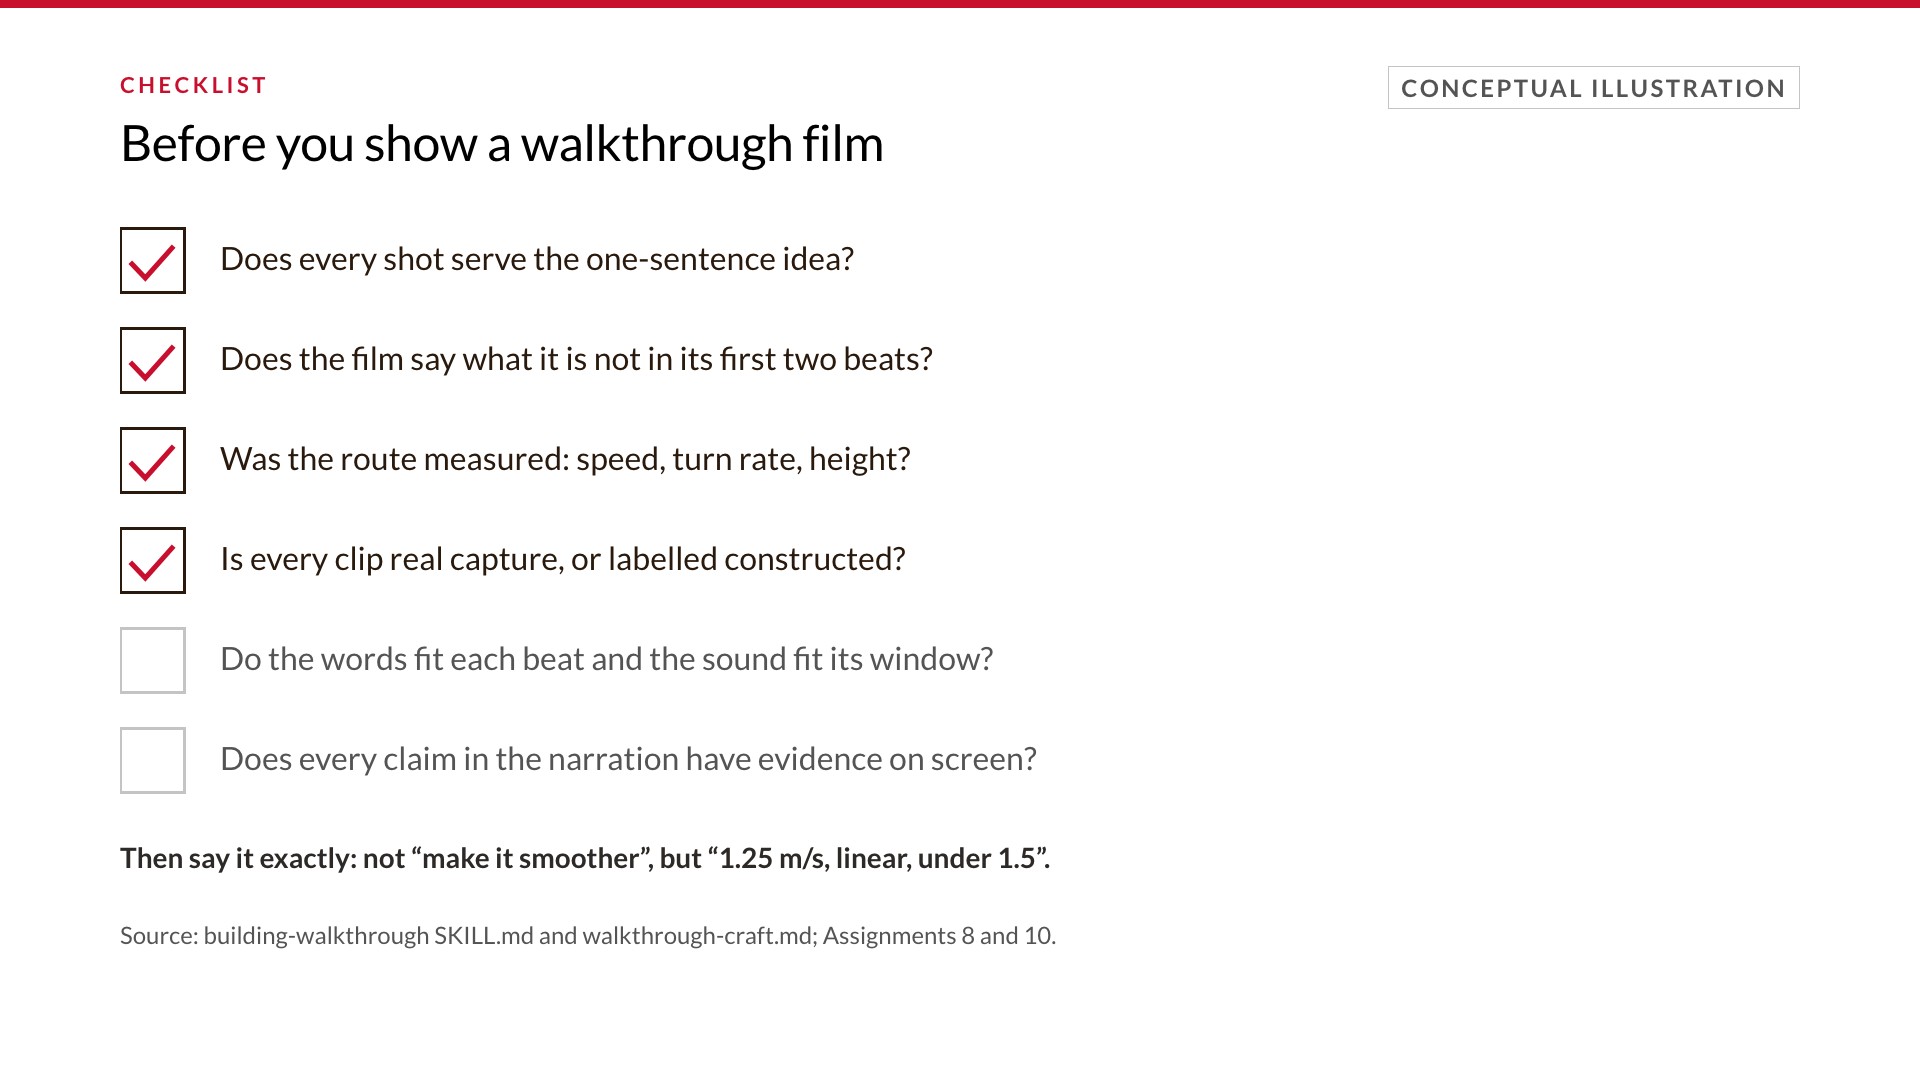 CHECKLIST
CONCEPTUAL ILLUSTRATION
Before you show a walkthrough film
Does every shot serve the one-sentence idea?
Does the film say what it is not in its first two beats?
Was the route measured: speed, turn rate, height?
Is every clip real capture, or labelled constructed?
Do the words fit each beat and the sound fit its window?
Does every claim in the narration have evidence on screen?
Then say it exactly: not “make it smoother”, but “1.25 m/s, linear, under 1.5”.
Source: building-walkthrough SKILL.md and walkthrough-craft.md; Assignments 8 and 10.